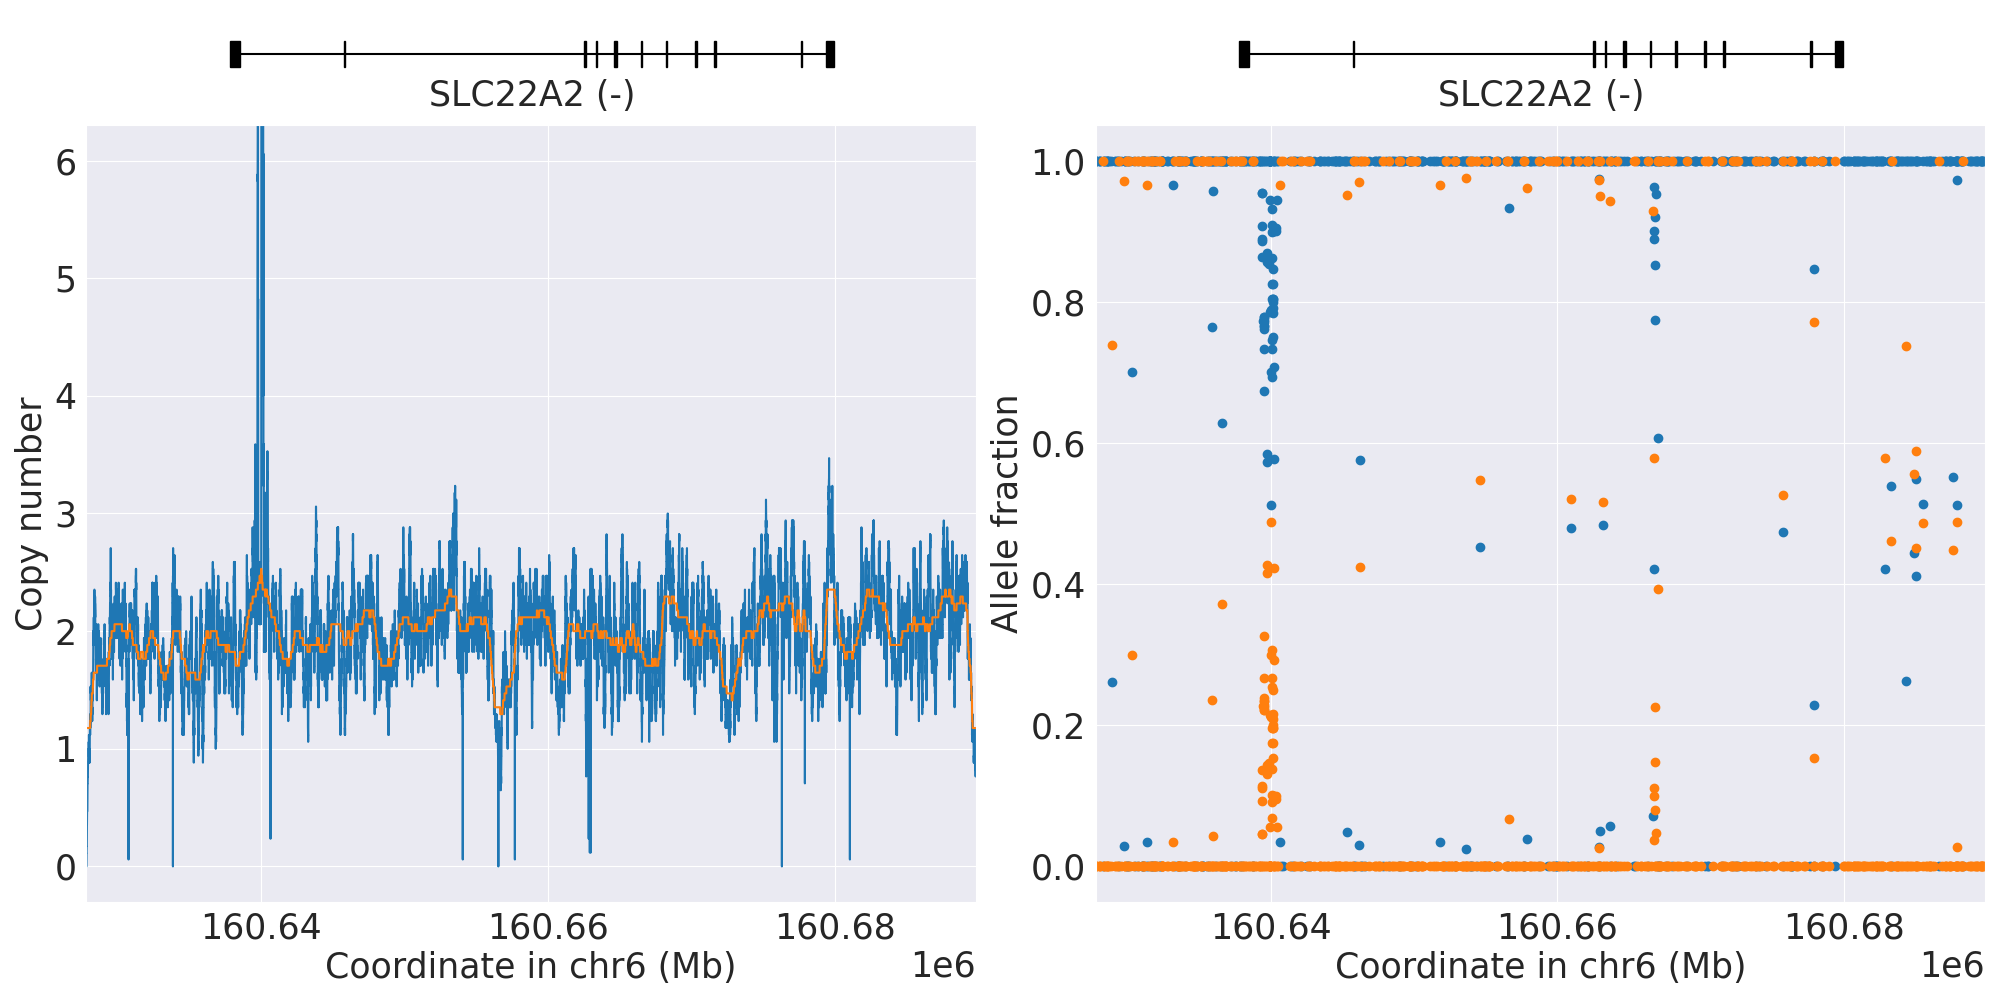 SLC22A2 (-)
Copy number
6
5
4
3
2
1
0
160.64 160.66 160.68
Coordinate in chr6 (Mb) 1e6
SLC22A2 (-)
Allele fraction
1.0
0.8
0.6
0.4
0.2
0.0
160.64 160.66 160.68
Coordinate in chr6 (Mb) 1e6